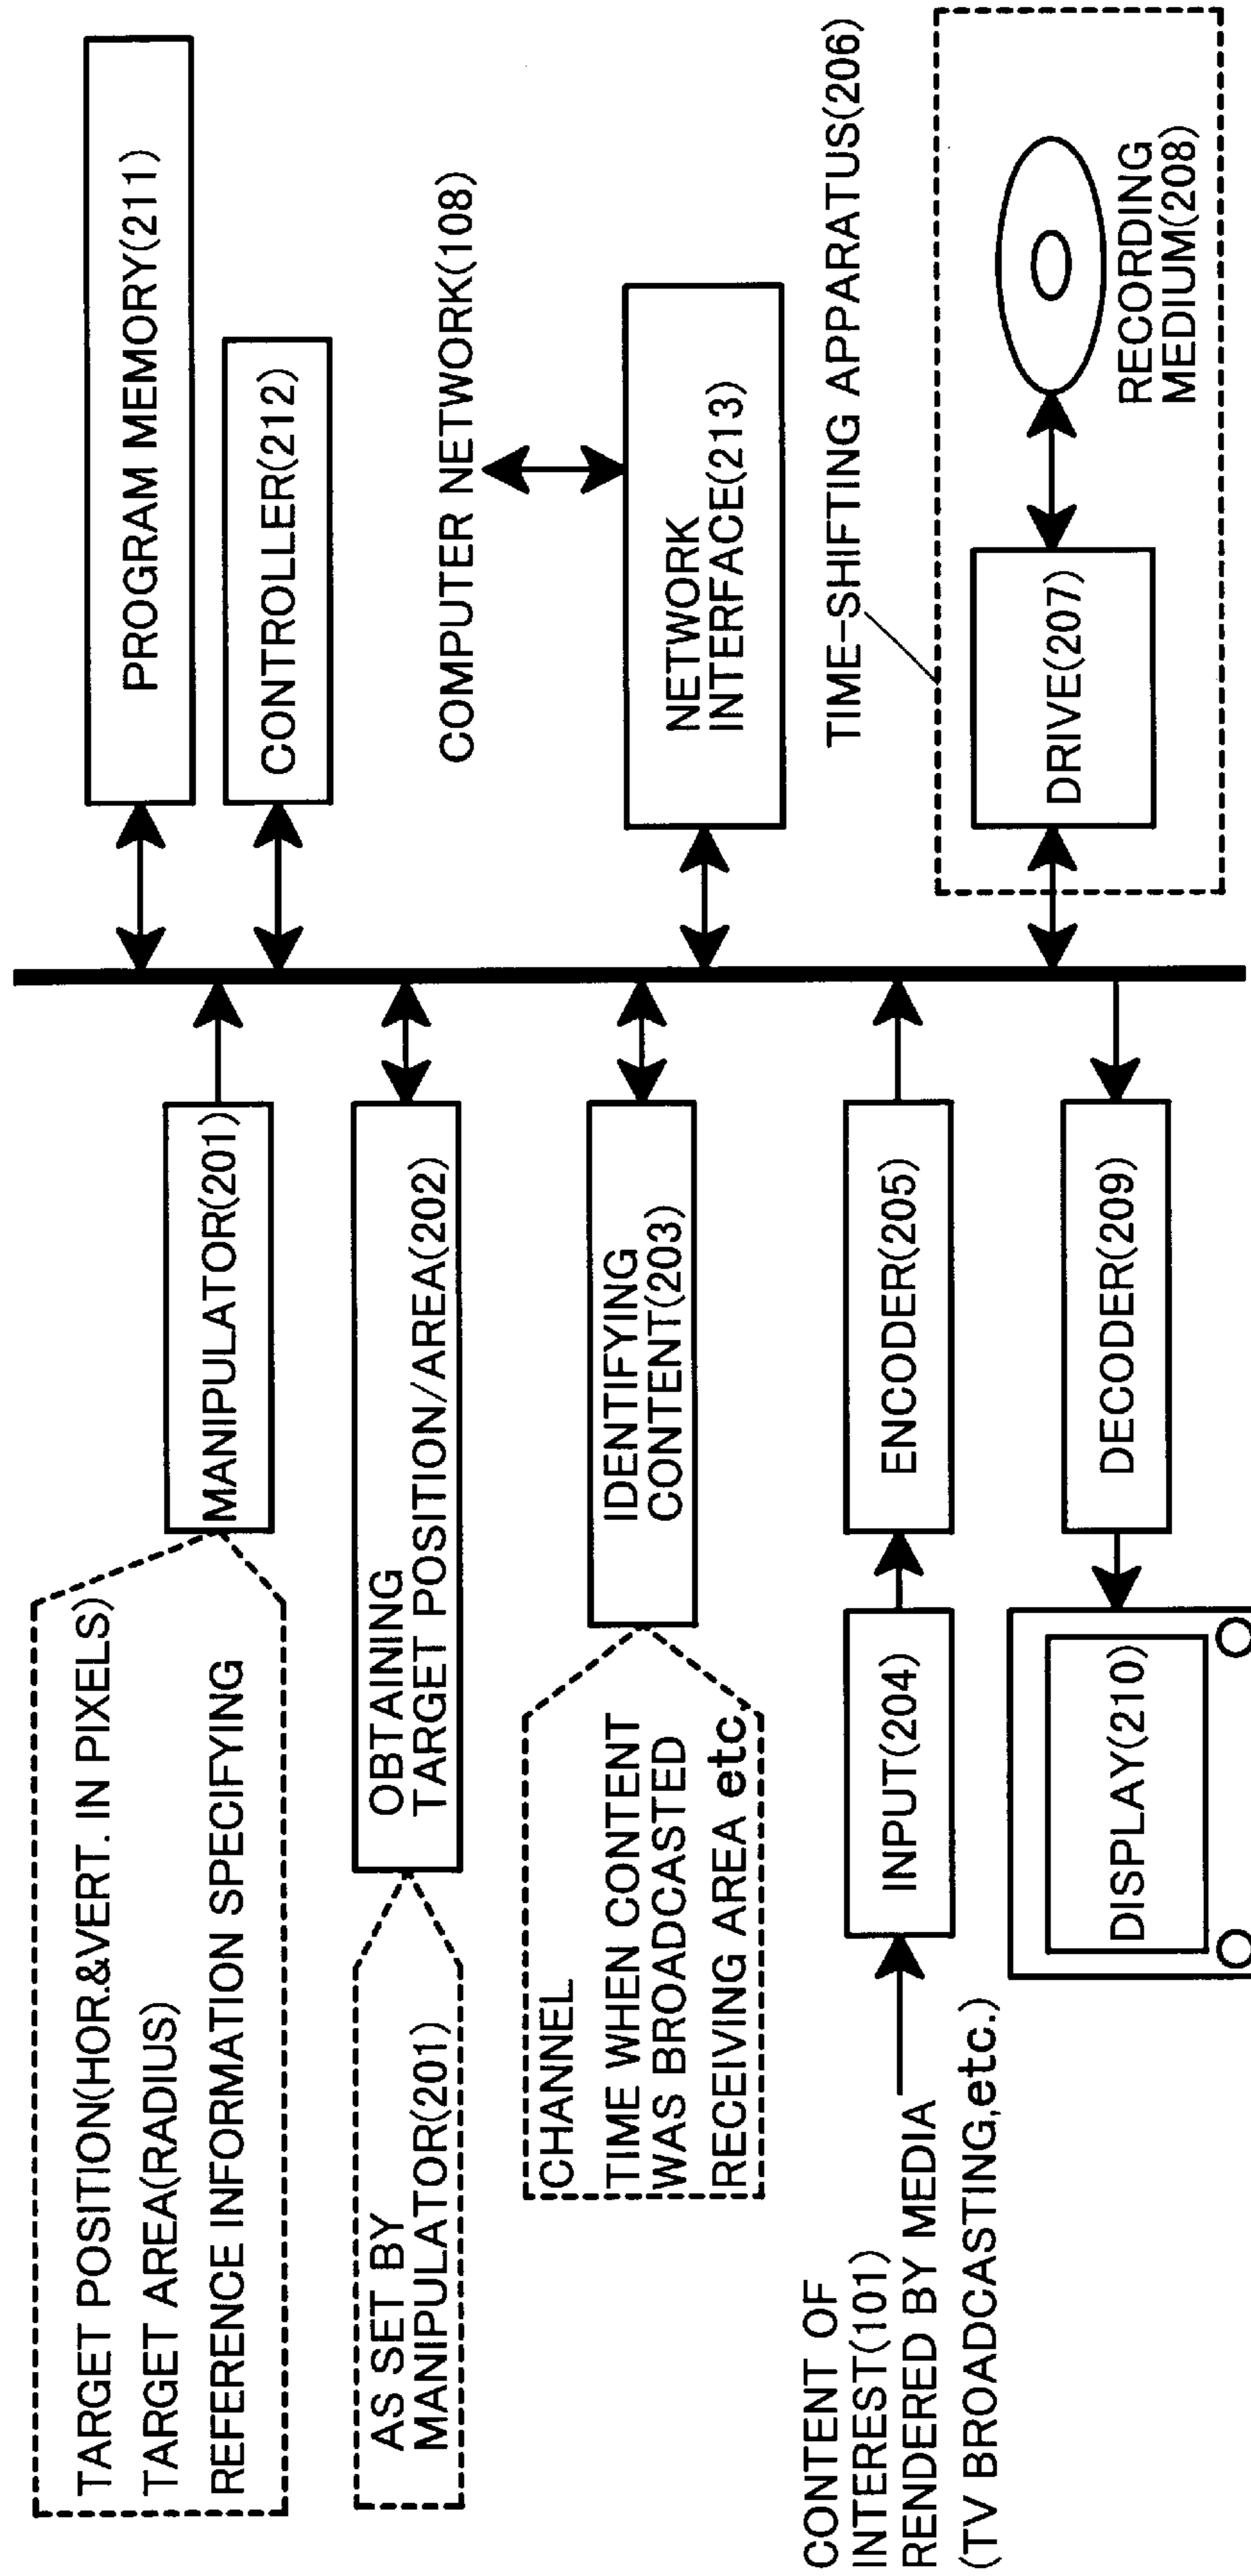 TARGET POSITION(HOR.&VERT. IN PIXELS)
TARGET AREA(RADIUS)
REFERENCE INFORMATION SPECIFYING
MANIPULATOR(201)
AS SET BY
MANIPULATOR(201)
OBTAINING
TARGET POSITION/AREA(202)
CHANNEL
TIME WHEN CONTENT
WAS BROADCASTED
RECEIVING AREA etc
IDENTIFYING
CONTENT(203)
CONTENT OF
INTEREST(101)
RENDERED BY MEDIA
(TV BROADCASTING,etc.)
INPUT(204)
ENCODER(205)
DISPLAY(210)
DECODER(209)
PROGRAM MEMORY(211)
CONTROLLER(212)
COMPUTER NETWORK(108)
NETWORK
INTERFACE(213)
TIME-SHIFTING APPARATUS(206)
DRIVE(207)
RECORDING
MEDIUM(208)